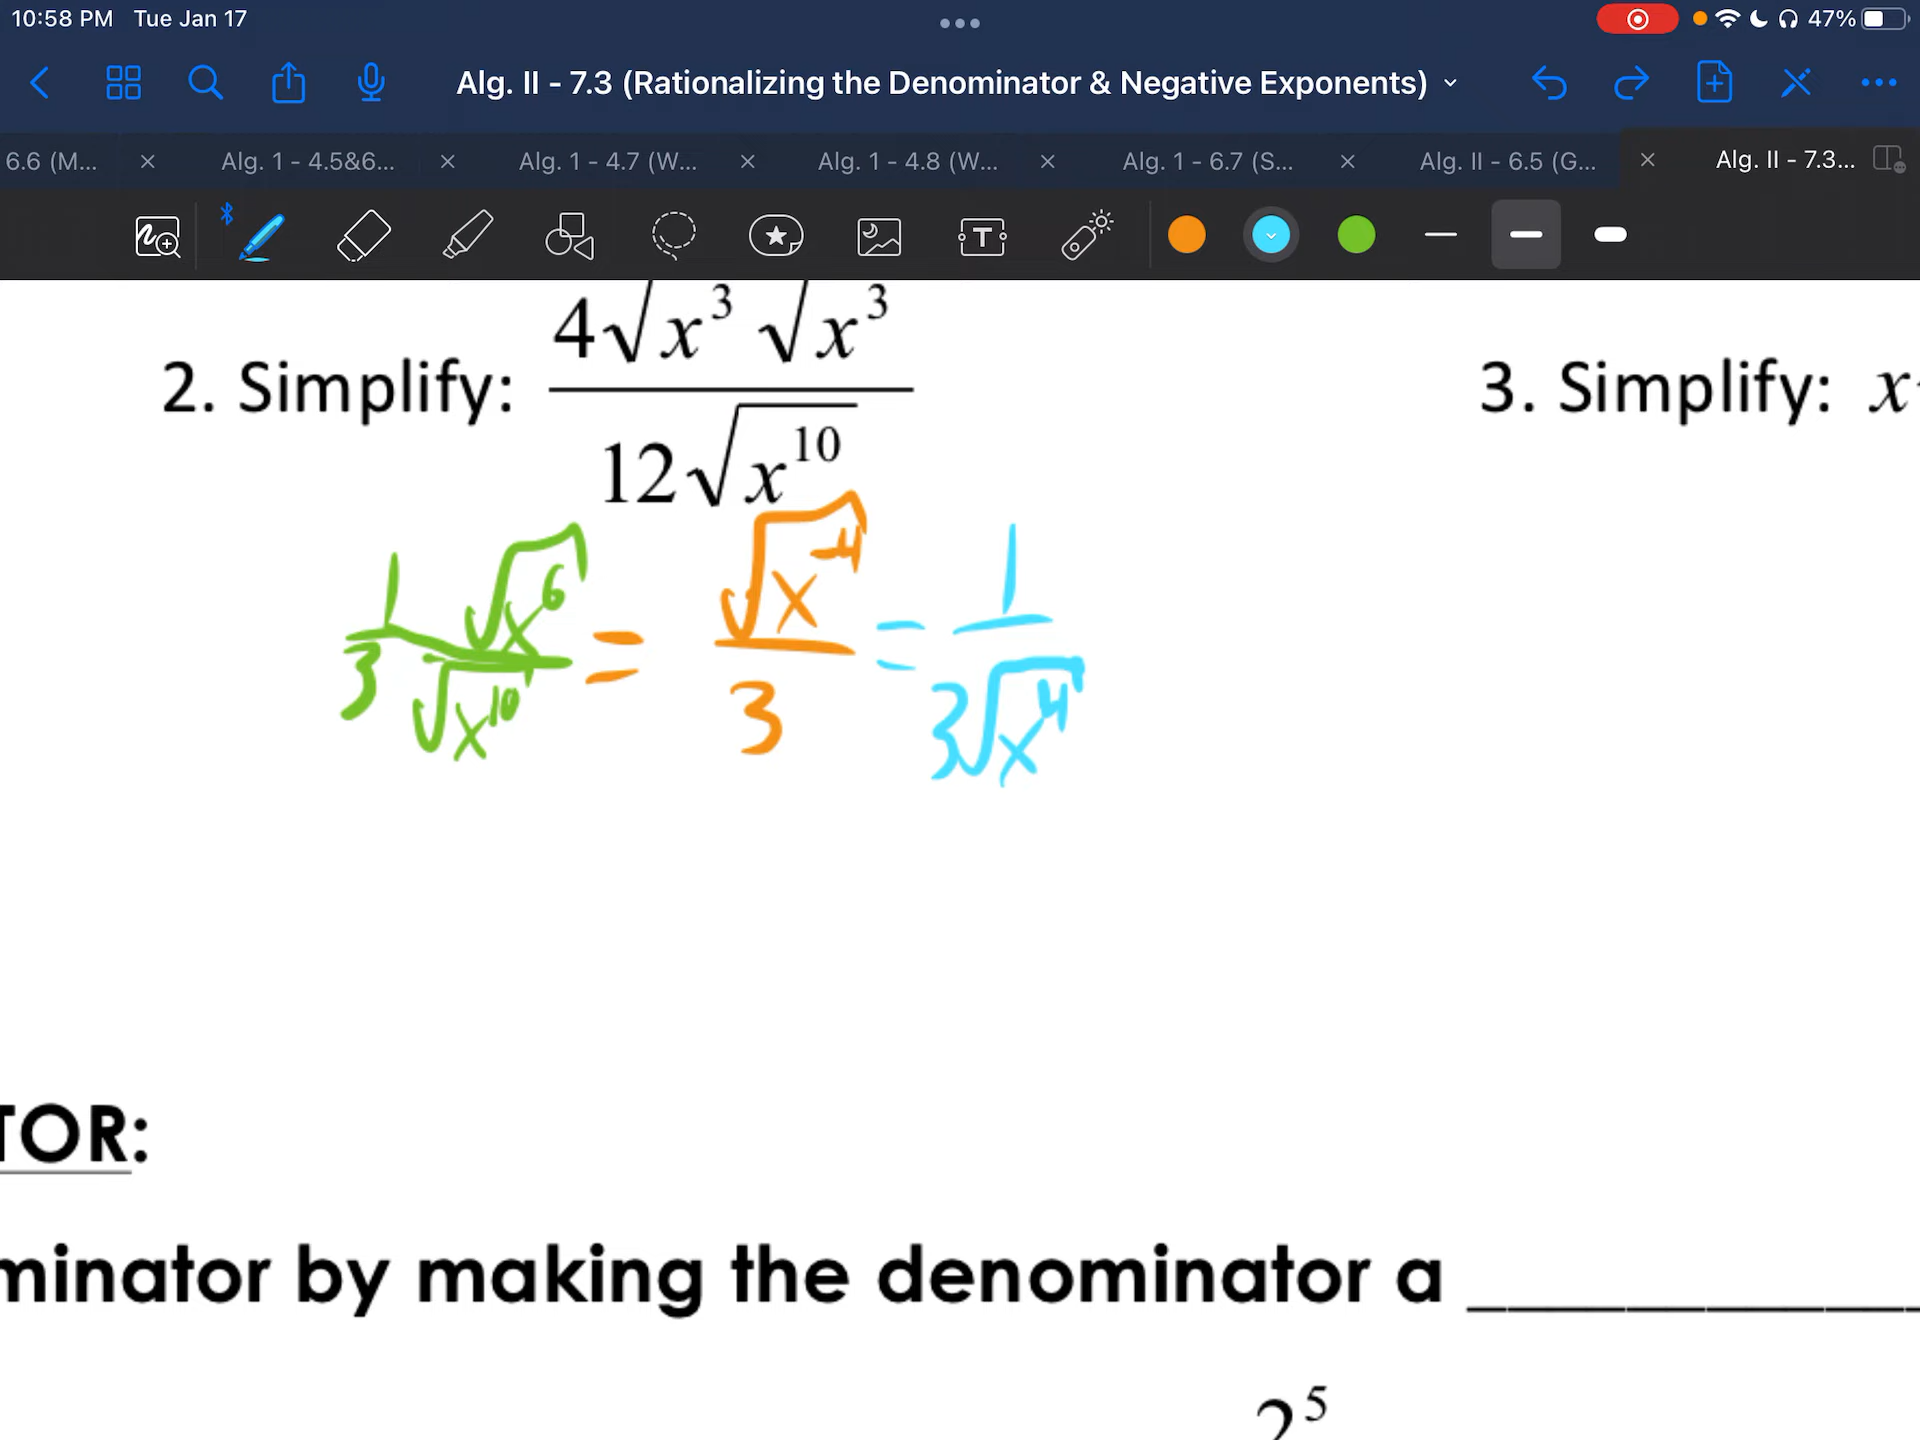 10:58 PM Tue Jan 17 47%
Alg. II - 7.3 (Rationalizing the Denominator & Negative Exponents)
6.6 (M... Alg. 1 - 4.5&6... Alg. 1 - 4.7 (W... Alg. 1 - 4.8 (W... Alg. 1 - 6.7 (S... Alg. II - 6.5 (G... Alg. II - 7.3...
T
2. Simplify: 4√x³ √x³ / 12√x¹⁰
3. Simplify: x
1/3 √x⁶/√x¹⁰ = √x⁻⁴/3 = 1/3√x⁴
TOR:
minator by making the denominator a ___________
2⁵